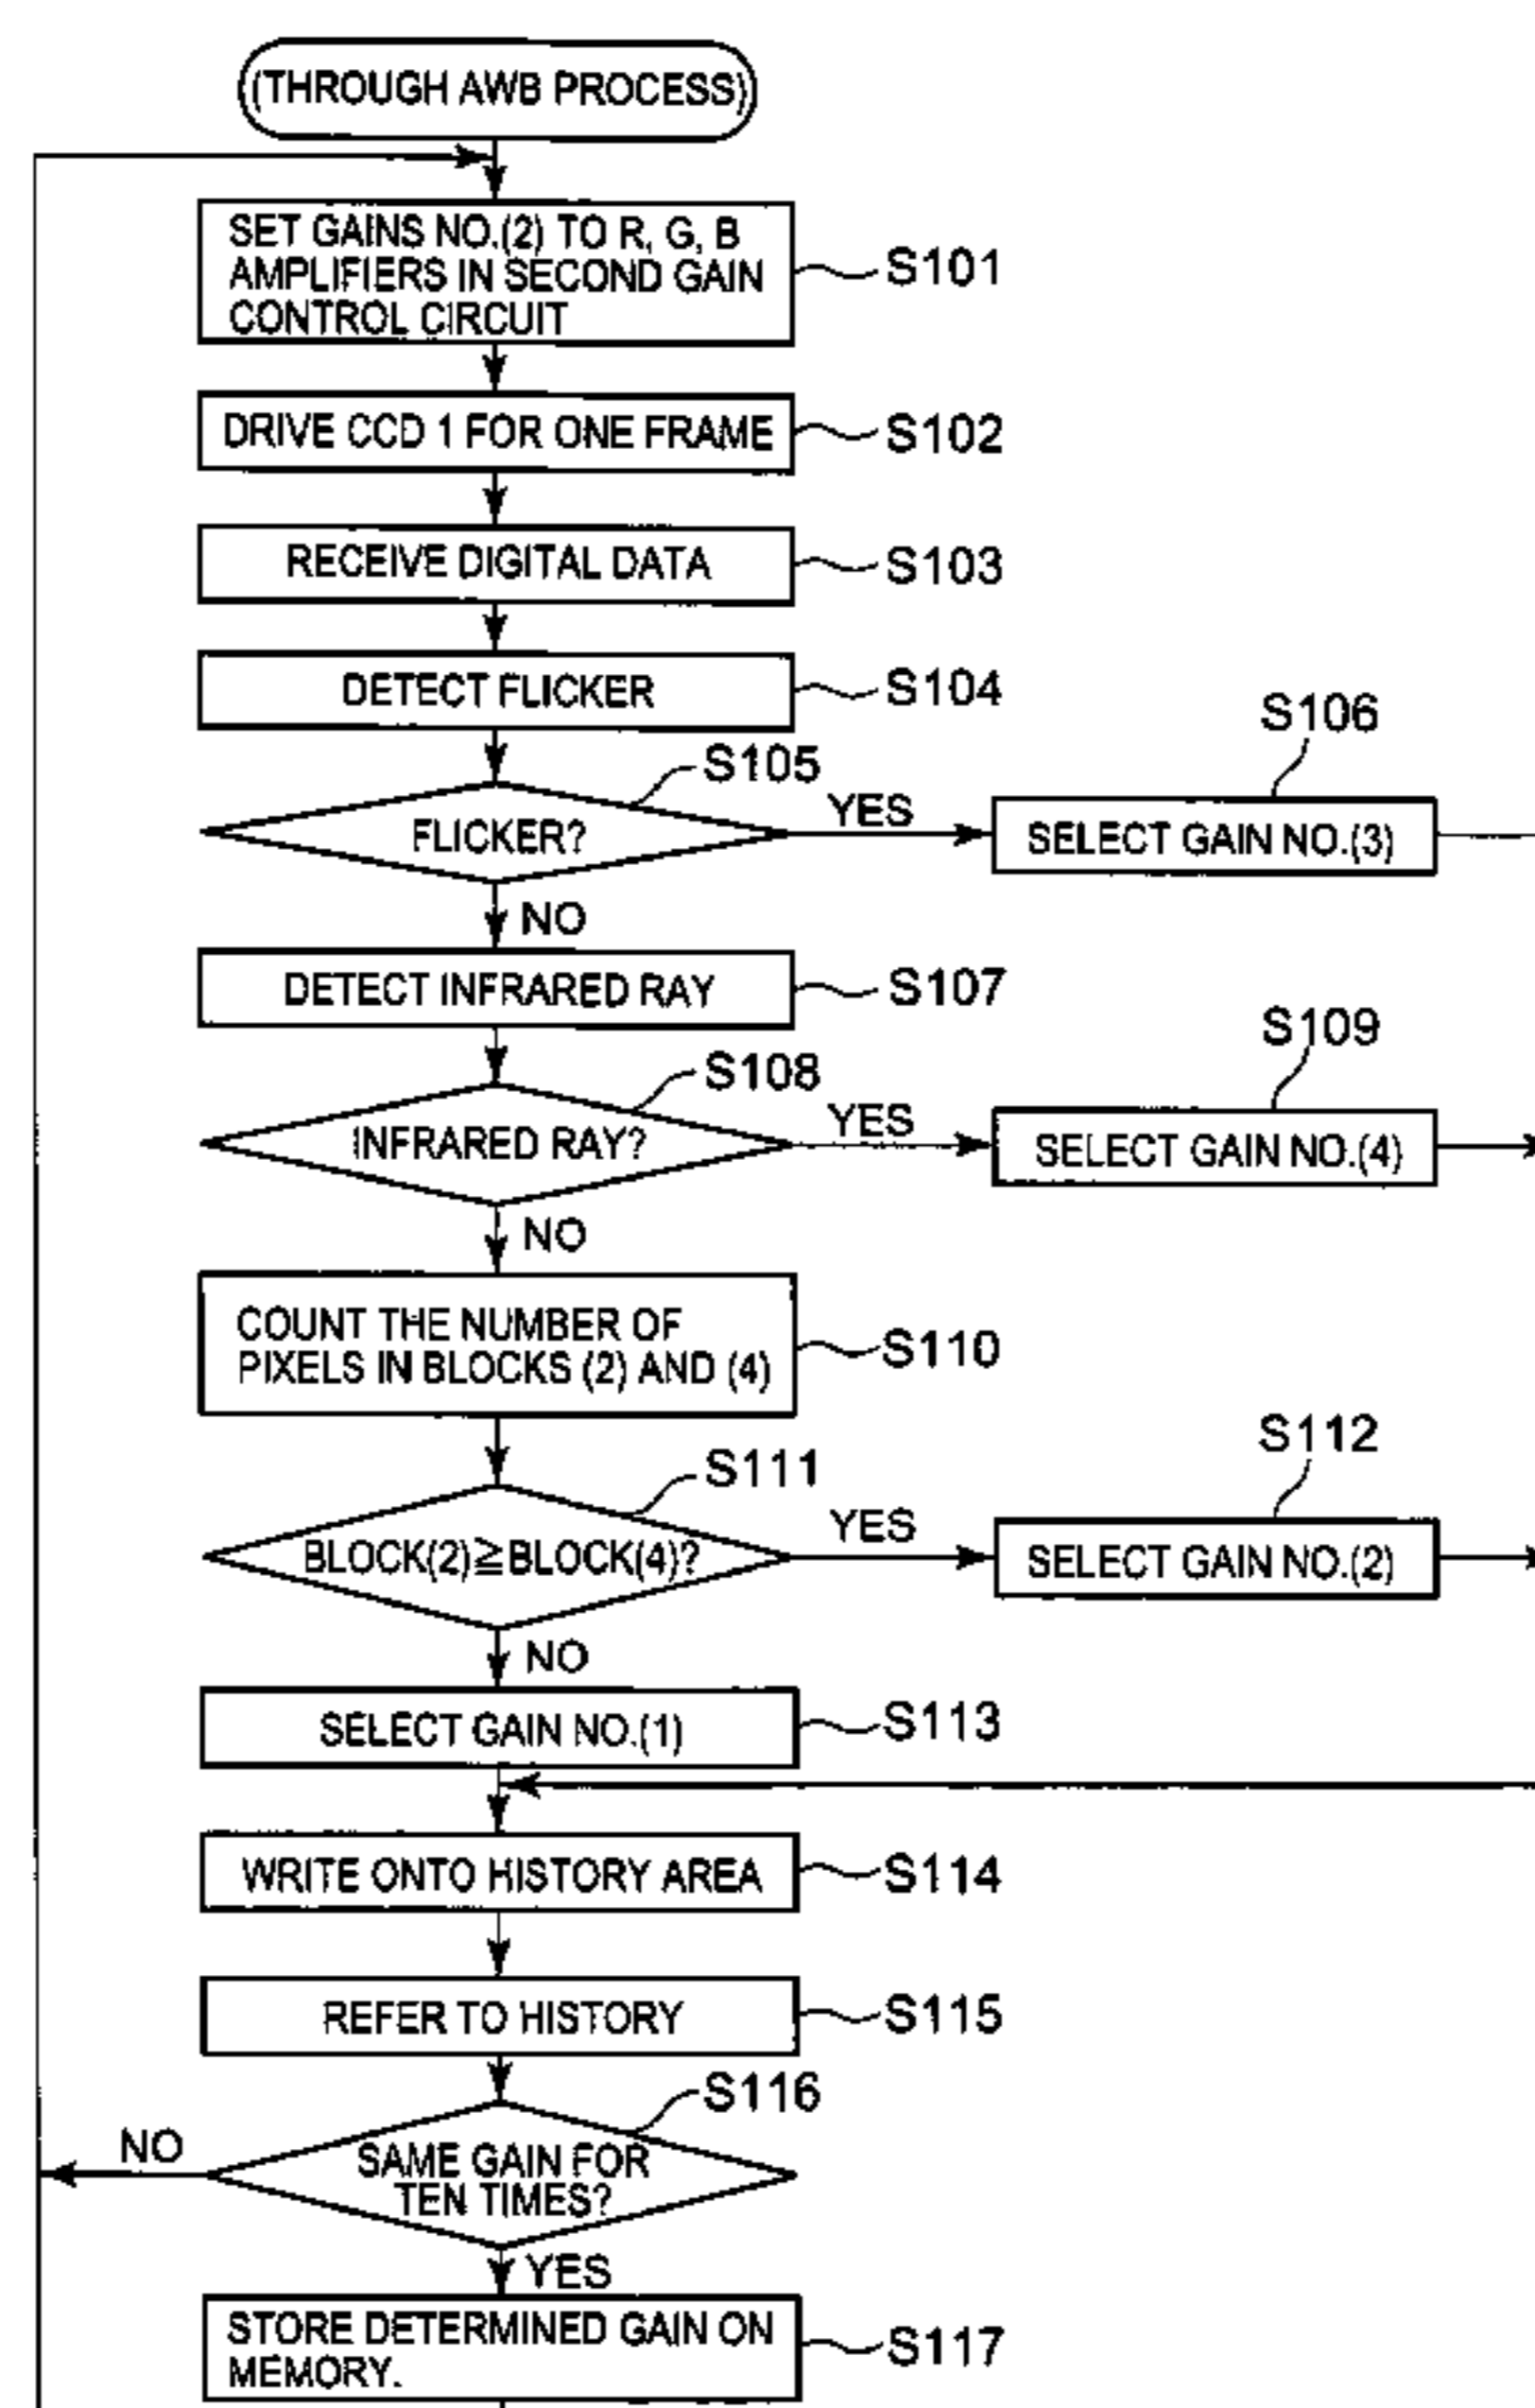 (THROUGH AWB PROCESS)
SET GAINS NO.(2) TO R, G, B
AMPLIFIERS IN SECOND GAIN
CONTROL CIRCUIT
S101
DRIVE CCD 1 FOR ONE FRAME
S102
RECEIVE DIGITAL DATA
S103
DETECT FLICKER
S104
S105
FLICKER?
YES
S106
SELECT GAIN NO.(3)
NO
DETECT INFRARED RAY
S107
S108
INFRARED RAY?
YES
S109
SELECT GAIN NO.(4)
NO
COUNT THE NUMBER OF
PIXELS IN BLOCKS (2) AND (4)
S110
S111
BLOCK(2)≧BLOCK(4)?
YES
S112
SELECT GAIN NO.(2)
NO
SELECT GAIN NO.(1)
S113
WRITE ONTO HISTORY AREA
S114
REFER TO HISTORY
S115
S116
SAME GAIN FOR
TEN TIMES?
NO
YES
STORE DETERMINED GAIN ON
MEMORY.
S117